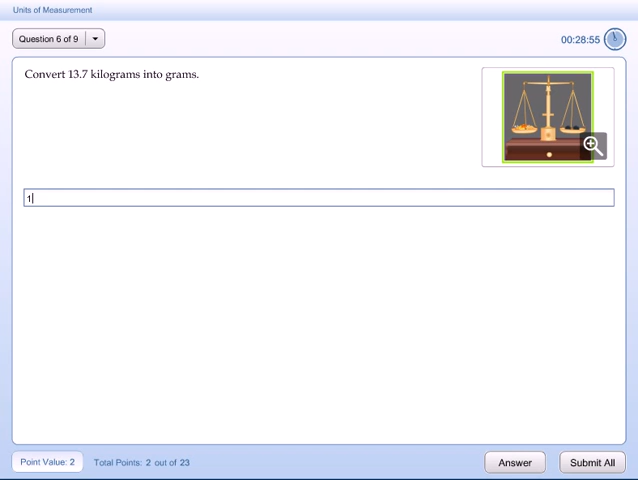 Units of Measurement
Question 6 of 9
00:28:55
Convert 13.7 kilograms into grams.
1
Point Value: 2
Total Points: 2 out of 23
Answer
Submit All